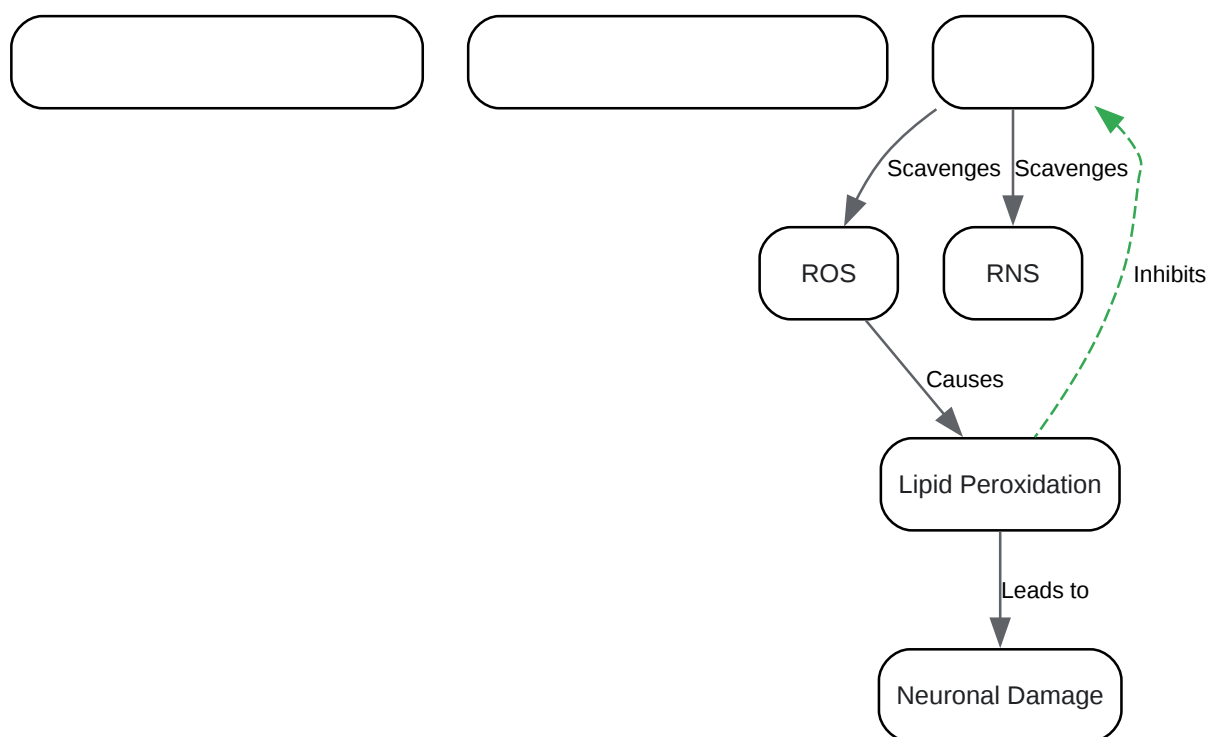 Scavenges
Scavenges
ROS
RNS
Inhibits
Causes
Lipid Peroxidation
Leads to
Neuronal Damage